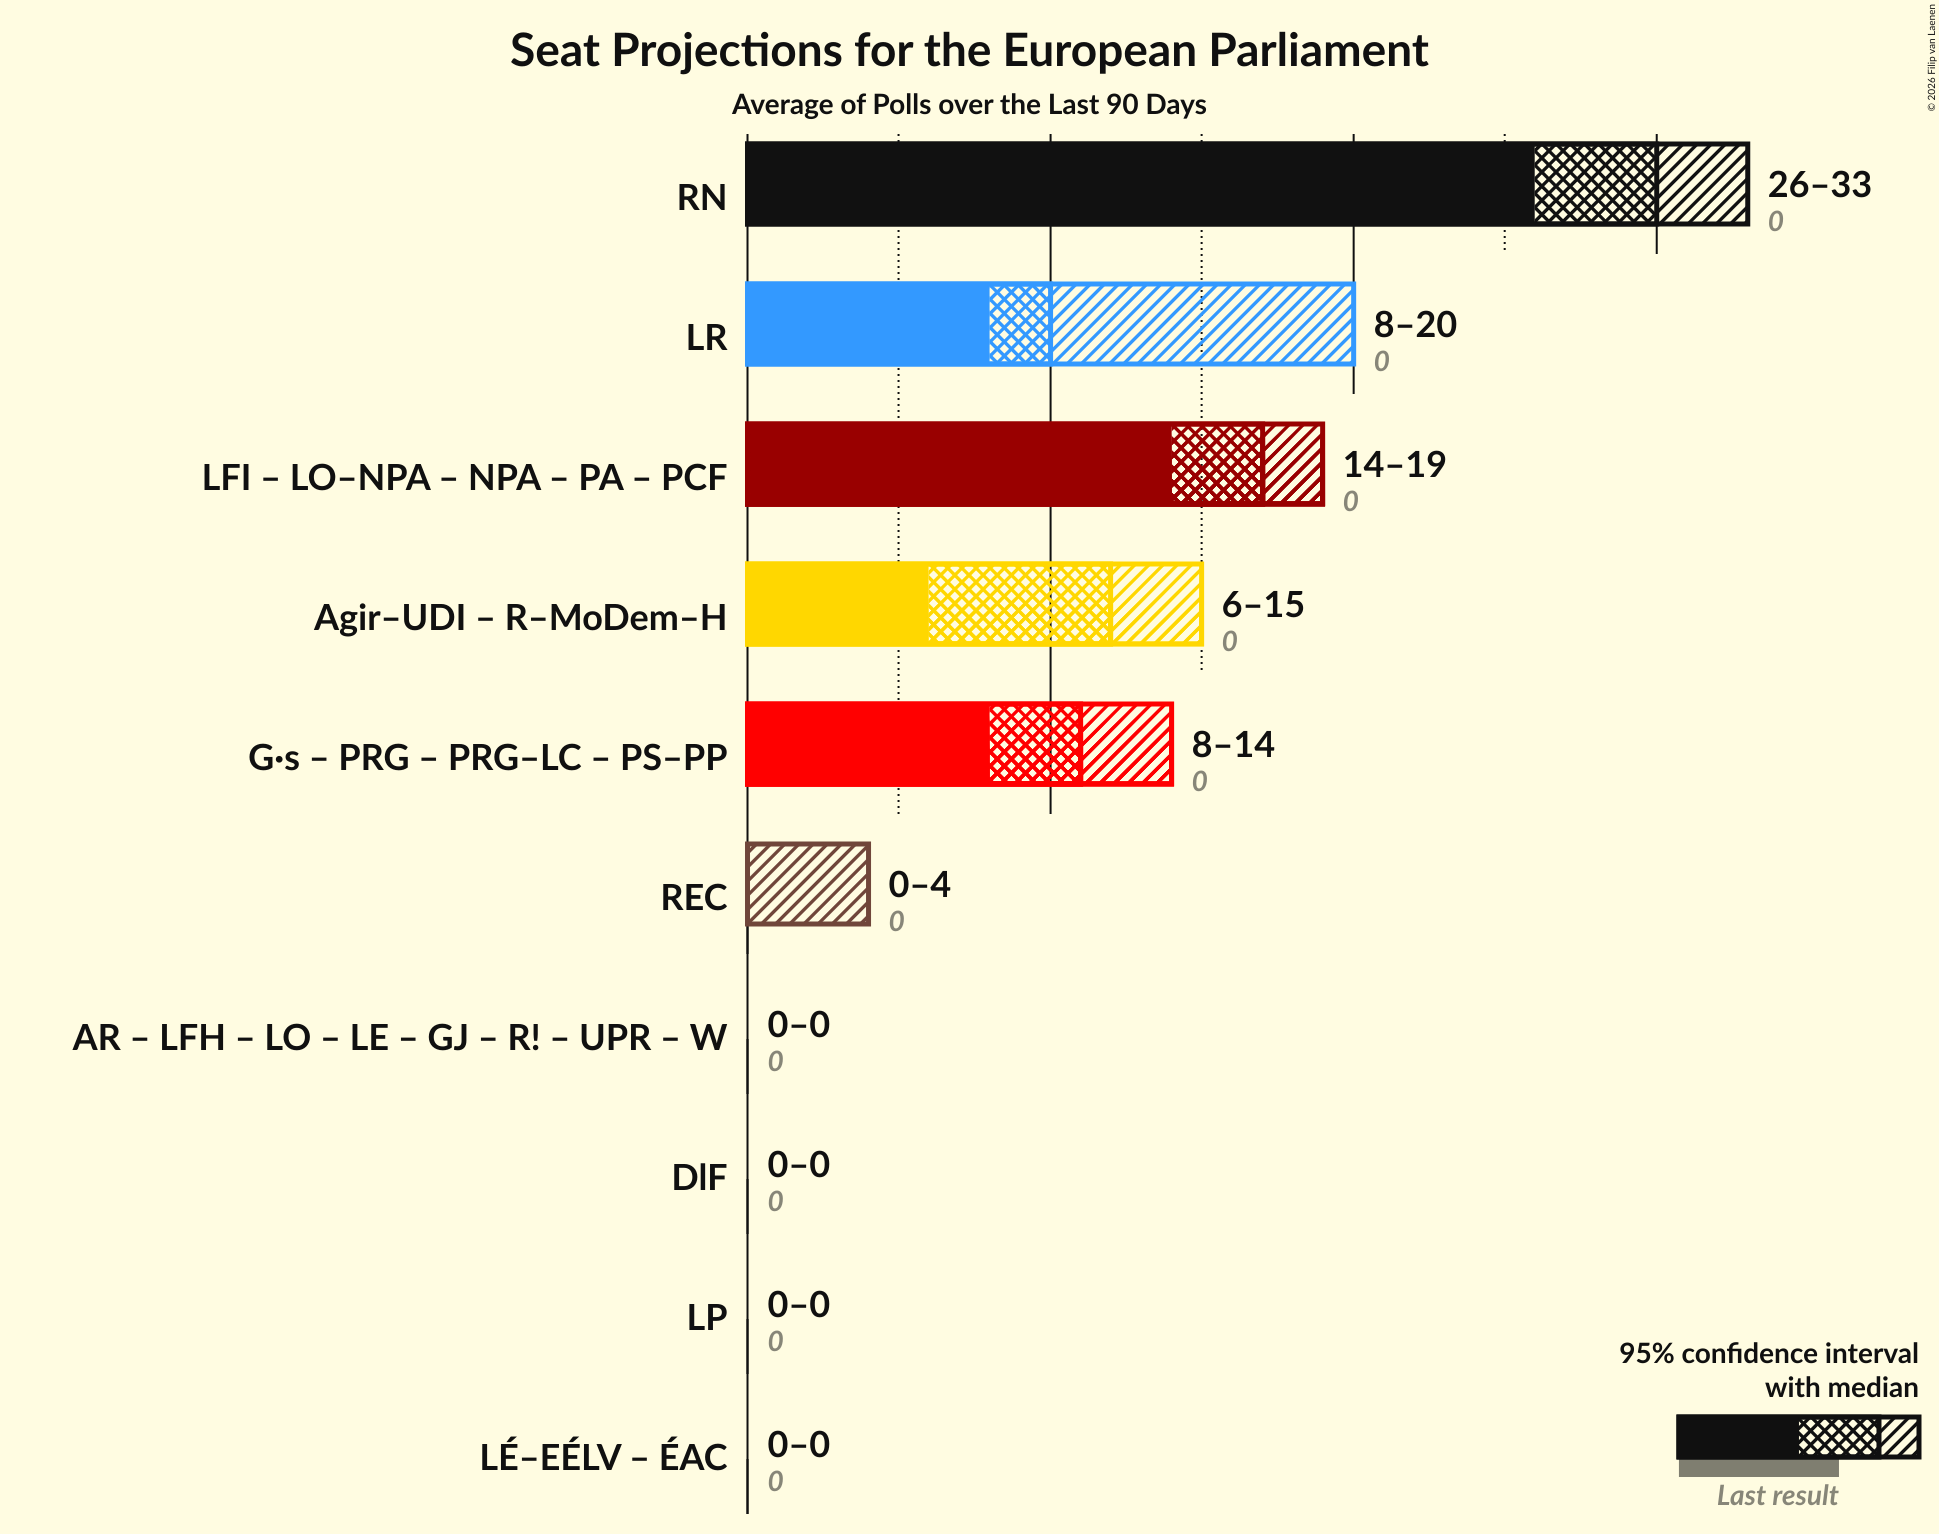 Seat Projections for the European Parliament
Average of Polls over the Last 90 Days
© 2026 Filip van Laenen
RN
26–33
0
LR
8–20
0
LFI – LO–NPA – NPA – PA – PCF
14–19
0
Agir–UDI – R–MoDem–H
6–15
0
G·s – PRG – PRG–LC – PS–PP
8–14
0
REC
0–4
0
AR – LFH – LO – LE – GJ – R! – UPR – W
0–0
0
DlF
0–0
0
LP
0–0
0
LÉ–EÉLV – ÉAC
0–0
0
95% confidence interval
with median
Last result